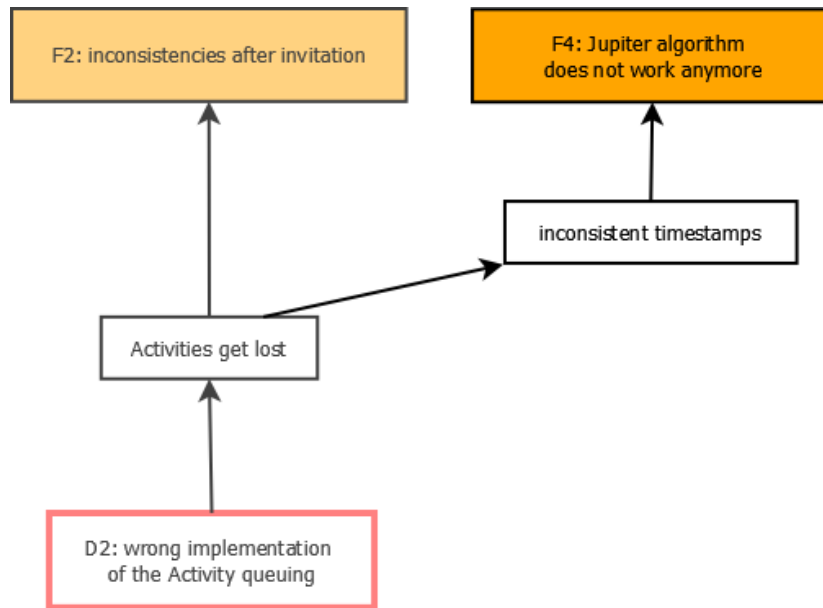 F2: inconsistencies after invitation
F4: Jupiter algorithm
does not work anymore
inconsistent timestamps
Activities get lost
D2: wrong implementation
of the Activity queuing